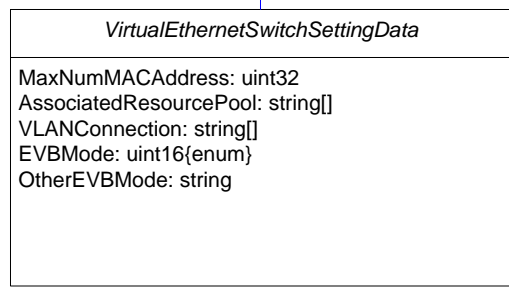 VirtualEthernetSwitchSettingData
MaxNumMACAddress: uint32
AssociatedResourcePool: string[]
VLANConnection: string[]
EVBMode: uint16{enum}
OtherEVBMode: string